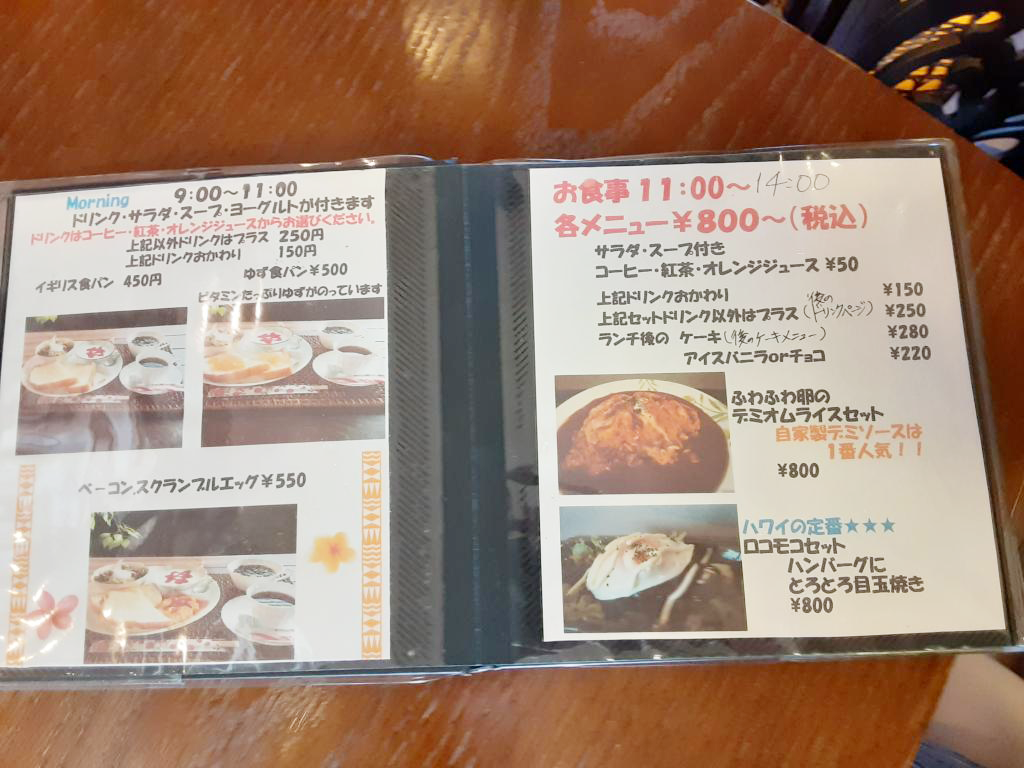 Morning 9:00～11:00
ドリンク・サラダ・スープ・ヨーグルトが付きます
ドリンクはコーヒー・紅茶・オレンジジュースからお選びください。
上記以外ドリンクはプラス 250円
上記ドリンクおかわり 150円
イギリス食パン 450円
ゆず食パン￥500
ビタミンたっぷりゆずがのっています
ベーコン、スクランブルエッグ￥550
お食事 11:00～14:00
各メニュー￥800～(税込)
サラダ・スープ付き
コーヒー・紅茶・オレンジジュース ￥50
上記ドリンクおかわり ￥150
上記セットドリンク以外はプラス(後のドリンクページ) ￥250
ランチ後の ケーキ(後のケーキメニュー) ￥280
アイスバニラorチョコ ￥220
ふわふわ卵の
デミオムライスセット
自家製デミソースは
1番人気！！
￥800
ハワイの定番★★★
ロコモコセット
ハンバーグに
とろとろ目玉焼き
￥800